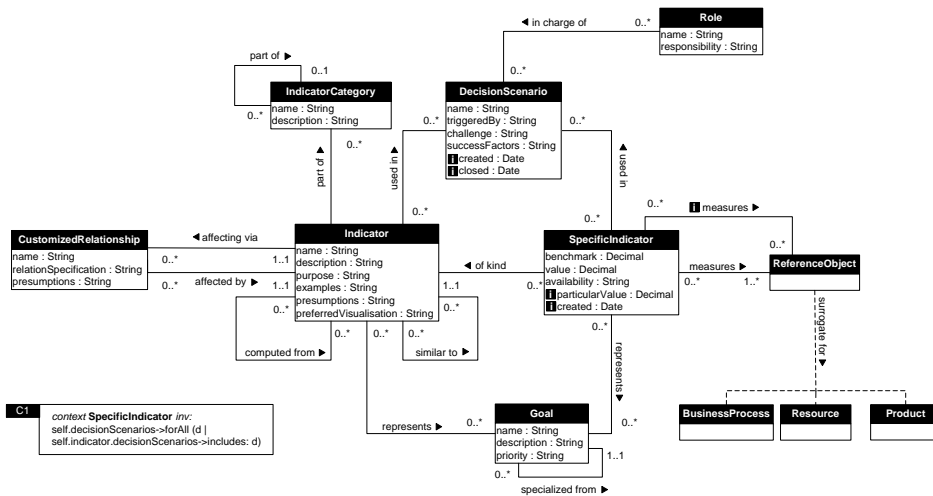 Role
name : String
responsibility : String
◄ in charge of
0..*
0..*
part of ►
0..1
0..*
IndicatorCategory
name : String
description : String
0..*
DecisionScenario
name : String
triggeredBy : String
challenge : String
successFactors : String
i created : Date
i closed : Date
0..*
0..*
part of ►
used in ►
used in ►
0..*
0..*
0..*
i measures ►
0..*
CustomizedRelationship
name : String
relationSpecification : String
presumptions : String
◄ affecting via
0..*
1..1
affected by ►
0..*
1..1
Indicator
name : String
description : String
purpose : String
examples : String
presumptions : String
preferredVisualisation : String
◄ of kind
1..1
0..*
SpecificIndicator
benchmark : Decimal
value : Decimal
availability : String
i particularValue : Decimal
i created : Date
measures ►
0..*
1..*
ReferenceObject
surrogate for ►
0..*
0..*
computed from ►
0..*
0..*
0..*
similar to ►
0..*
represents ►
0..*
BusinessProcess
Resource
Product
C1
context SpecificIndicator inv:
self.decisionScenarios->forAll (d |
self.indicator.decisionScenarios->includes: d)
represents ►
0..*
Goal
name : String
description : String
priority : String
1..1
0..*
specialized from ►